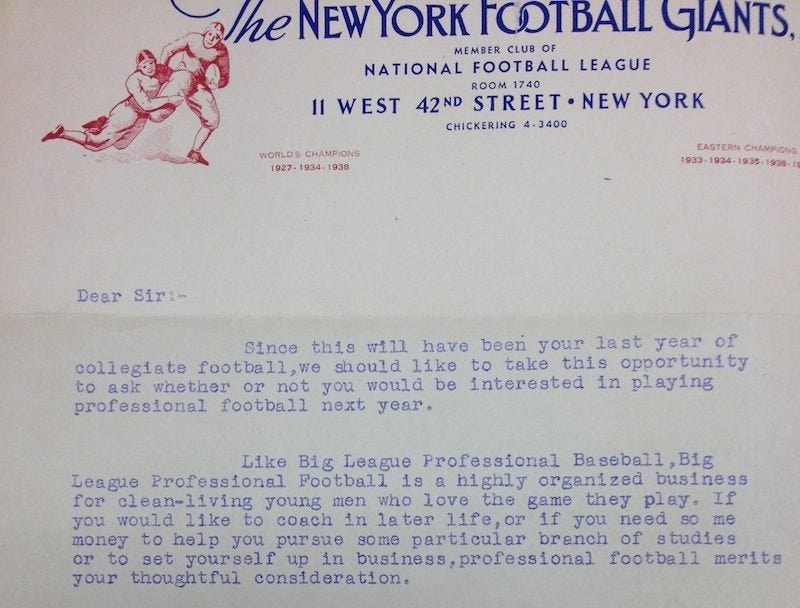 The NEW YORK FOOTBALL GIANTS,
MEMBER CLUB OF
NATIONAL FOOTBALL LEAGUE
ROOM 1740
11 WEST 42ND STREET • NEW YORK
CHICKERING 4-3400
WORLD'S CHAMPIONS
1927 - 1934 - 1938
EASTERN CHAMPIONS
1933 - 1934 - 1935 - 1938 - 19
Dear Sir:-
Since this will have been your last year of
collegiate football,we should like to take this opportunity
to ask whether or not you would be interested in playing
professional football next year.
Like Big League Professional Baseball,Big
League Professional Football is a highly organized business
for clean-living young men who love the game they play. If
you would like to coach in later life,or if you need so me
money to help you pursue some particular branch of studies
or to set yourself up in business,professional football merits
your thoughtful consideration.